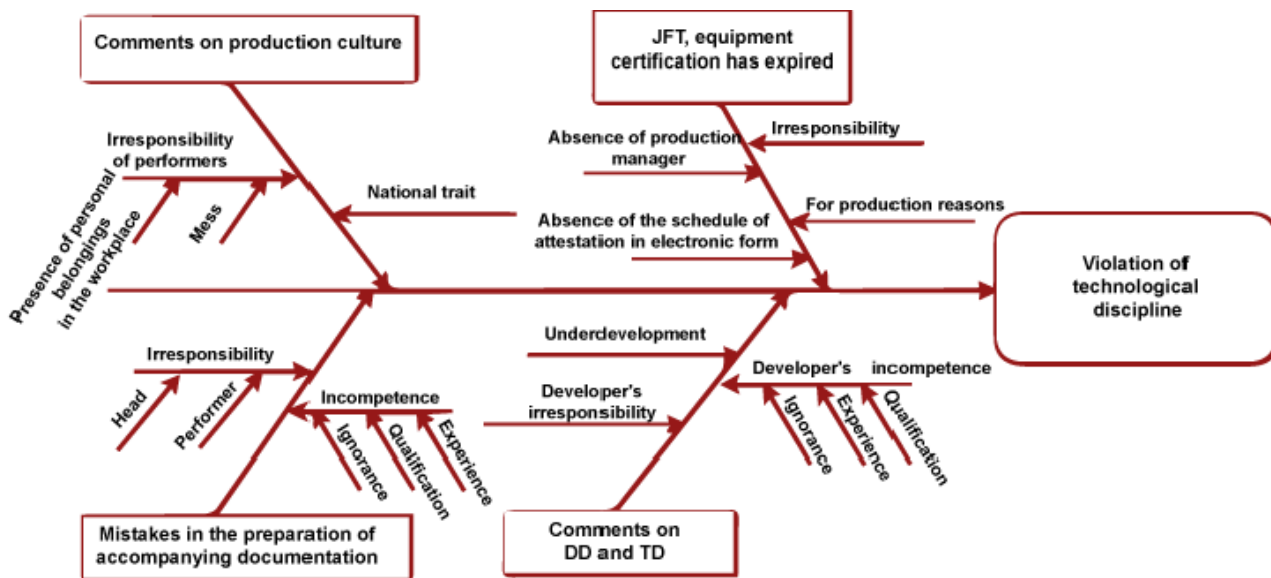 Comments on production culture
JFT, equipment
certification has expired
Irresponsibility
of performers
National trait
Presence of personal
belongings
in the workplace
Mess
Absence of production
manager
Irresponsibility
For production reasons
Absence of the schedule of
attestation in electronic form
Violation of
technological
discipline
Irresponsibility
Head
Performer
Incompetence
Ignorance
Qualification
Experience
Underdevelopment
Developer's
irresponsibility
Developer's incompetence
Ignorance
Experience
Qualification
Mistakes in the preparation of
accompanying documentation
Comments on
DD and TD